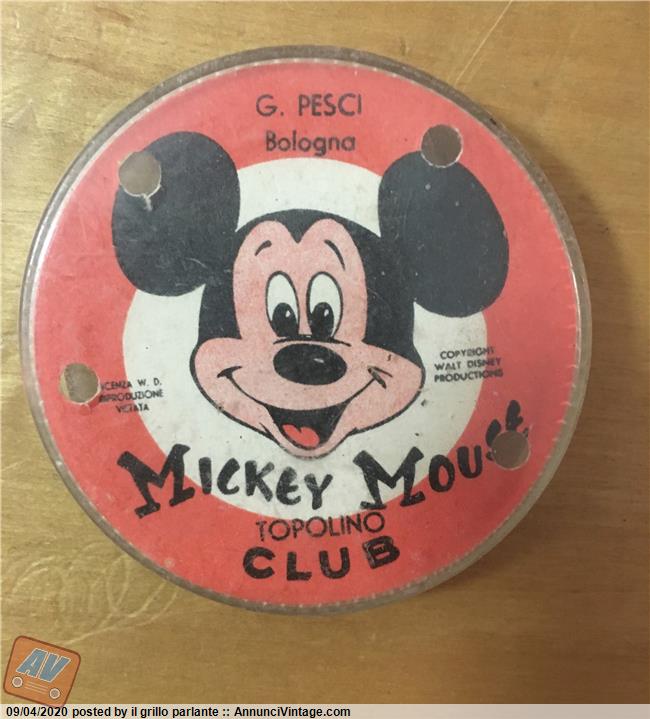 G. PESCI
Bologna
COPYRIGHT
WALT DISNEY
PRODUCTIONS
W. D.
MICKEY MOUSE
TOPOLINO
CLUB
AV
09/04/2020 posted by il grillo parlante :: AnnunciVintage.com